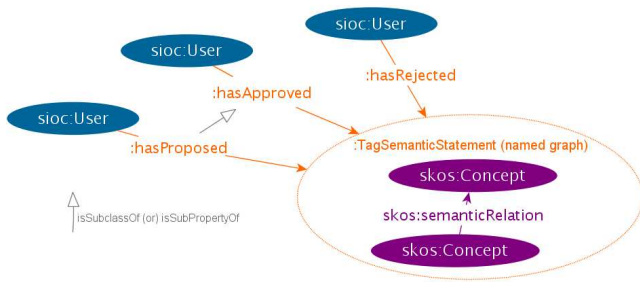 sioc:User
sioc:User
:hasRejected
:hasApproved
sioc:User
:hasProposed
:TagSemanticStatement (named graph)
skos:Concept
skos:semanticRelation
isSubclassOf (or) isSubPropertyOf
skos:Concept